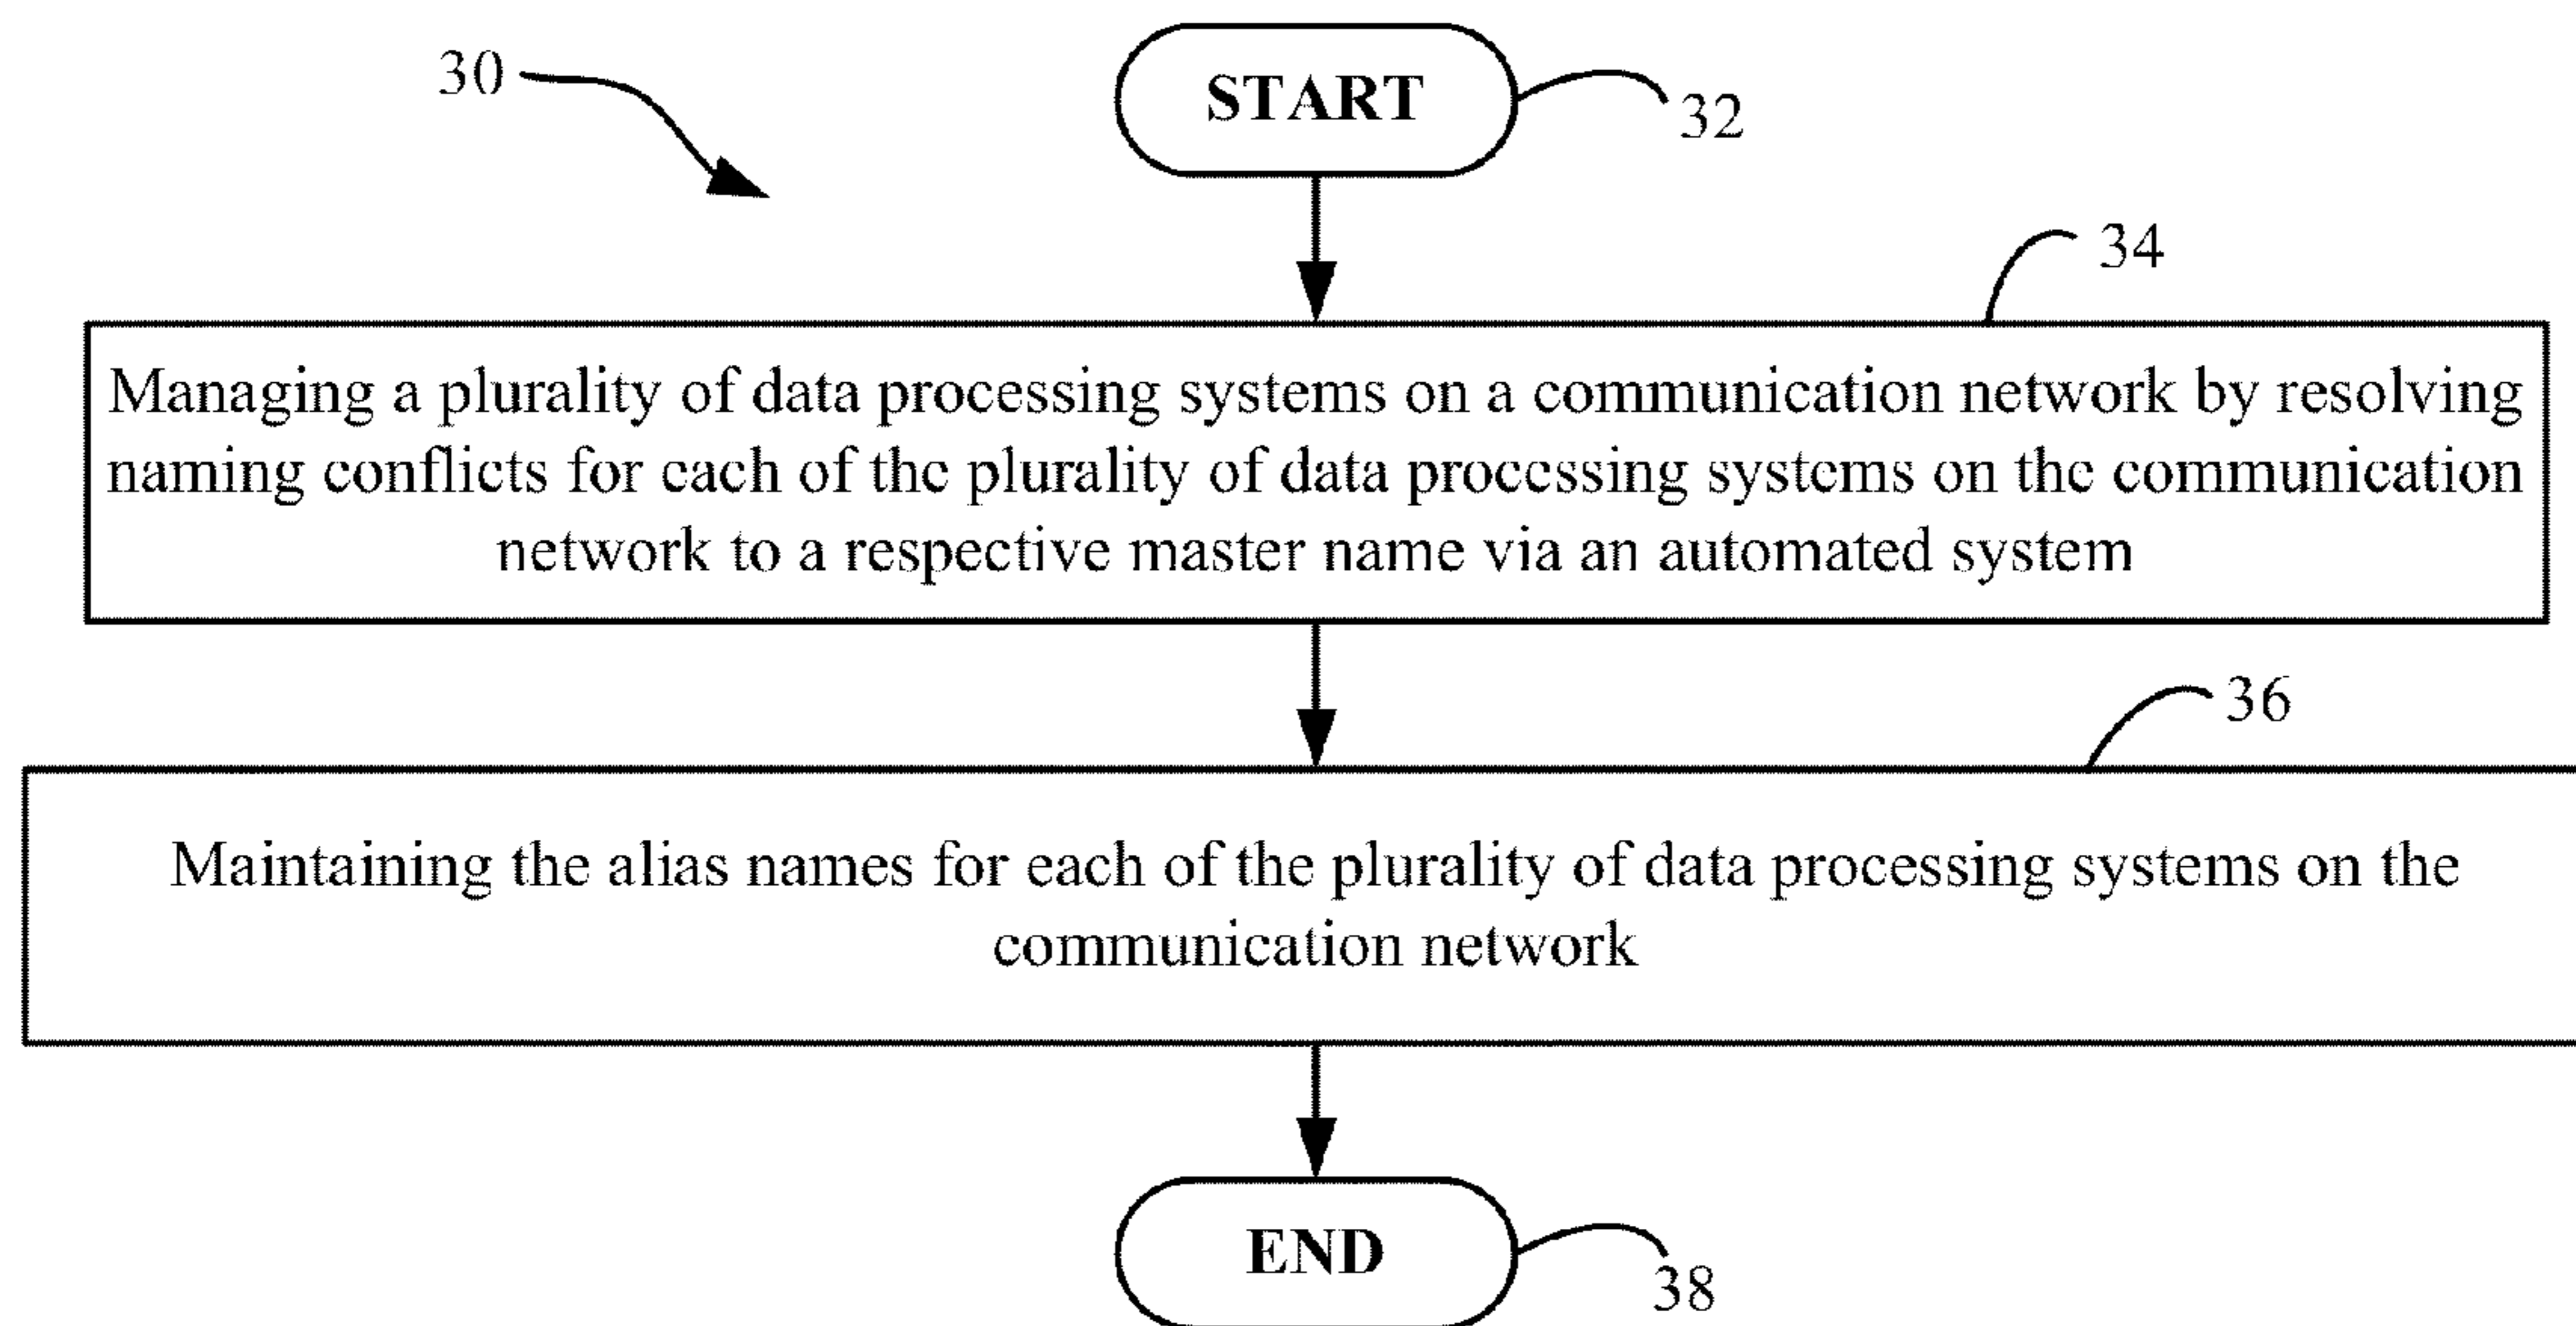 30
START
32
34
Managing a plurality of data processing systems on a communication network by resolving
naming conflicts for each of the plurality of data processing systems on the communication
network to a respective master name via an automated system
36
Maintaining the alias names for each of the plurality of data processing systems on the
communication network
END
38